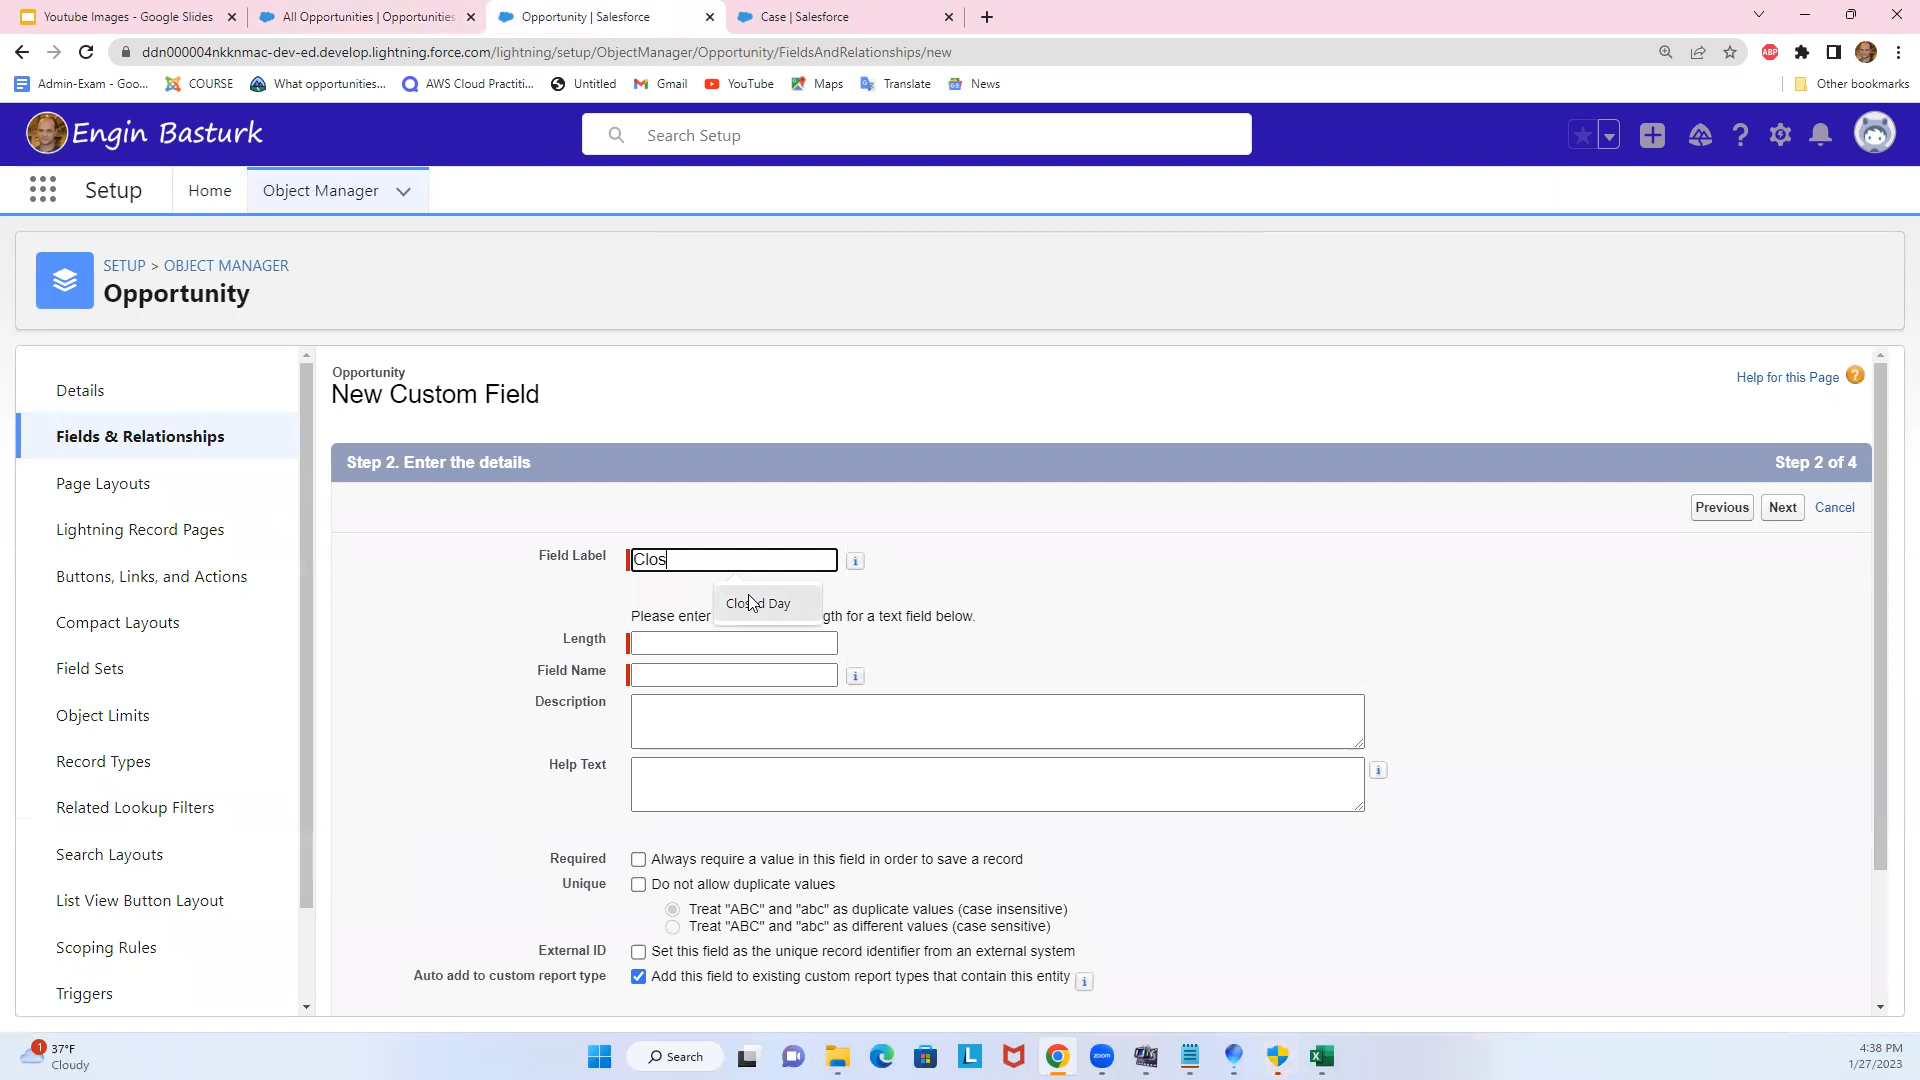 Youtube Images - Google Slides
All Opportunities | Opportunities
Opportunity | Salesforce
Case | Salesforce
ddn000004nkknmac-dev-ed.develop.lightning.force.com/lightning/setup/ObjectManager/Opportunity/FieldsAndRelationships/new
ABP
Admin-Exam - Goo...
COURSE
What opportunities...
AWS Cloud Practiti...
Untitled
Gmail
YouTube
Maps
Translate
News
Other bookmarks
Engin Basturk
Search Setup
Setup
Home
Object Manager
SETUP > OBJECT MANAGER
Opportunity
Details
Fields & Relationships
Page Layouts
Lightning Record Pages
Buttons, Links, and Actions
Compact Layouts
Field Sets
Object Limits
Record Types
Related Lookup Filters
Search Layouts
List View Button Layout
Scoping Rules
Triggers
Opportunity
New Custom Field
Help for this Page
Step 2. Enter the details
Step 2 of 4
Previous
Next
Cancel
Field Label
Clos
Closed Day
Please enter gth for a text field below.
Length
Field Name
Description
Help Text
Required
Always require a value in this field in order to save a record
Unique
Do not allow duplicate values
Treat "ABC" and "abc" as duplicate values (case insensitive)
Treat "ABC" and "abc" as different values (case sensitive)
External ID
Set this field as the unique record identifier from an external system
Auto add to custom report type
Add this field to existing custom report types that contain this entity
1
37°F
Cloudy
Search
zoom
4:38 PM
1/27/2023